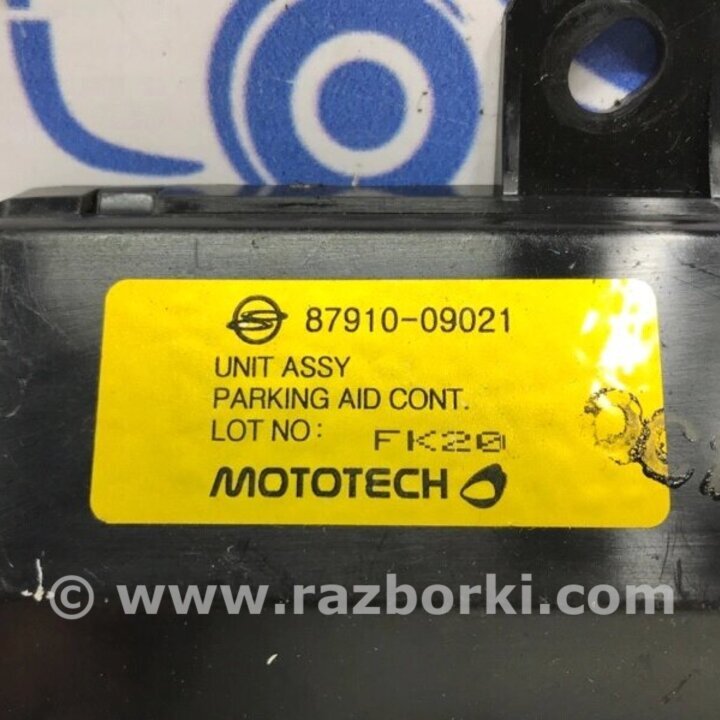 87910-09021
UNIT ASSY
PARKING AID CONT.
LOT NO: FK20
MOTOTECH
© www.razborki.com